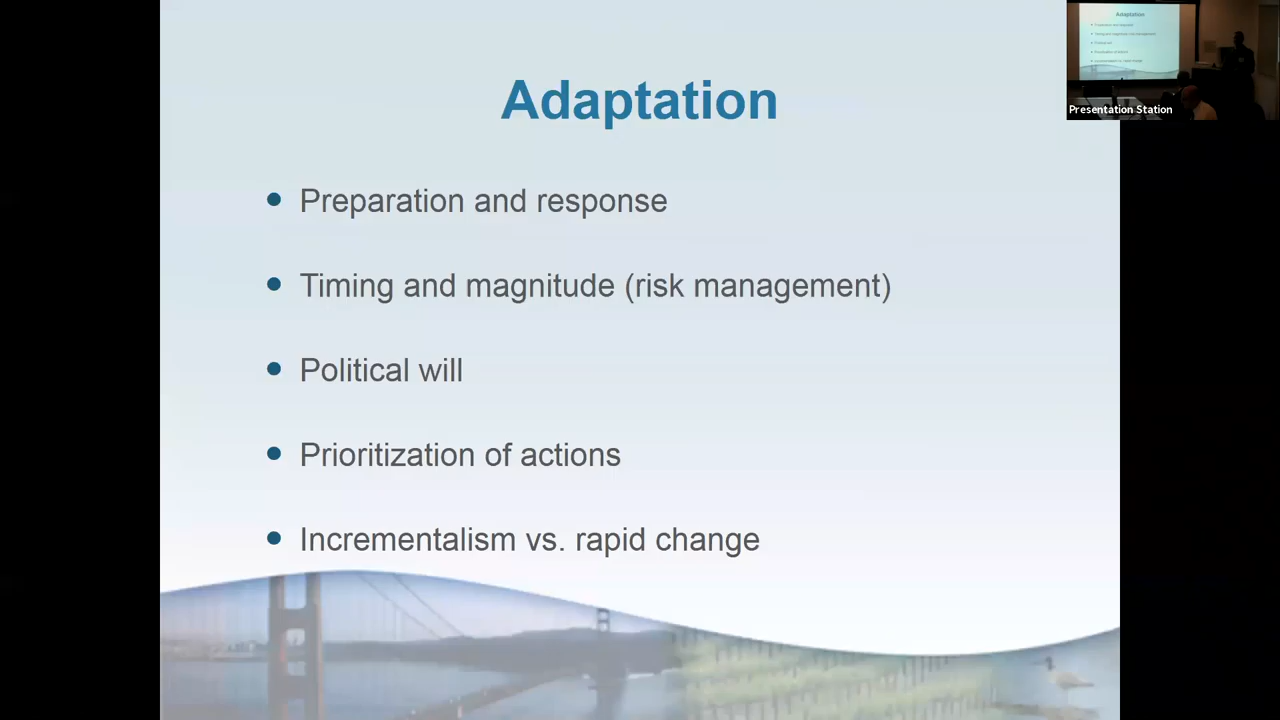 Adaptation
Preparation and response
Timing and magnitude (risk management)
Political will
Prioritization of actions
Incrementalism vs. rapid change
Adaptation
Presentation Station